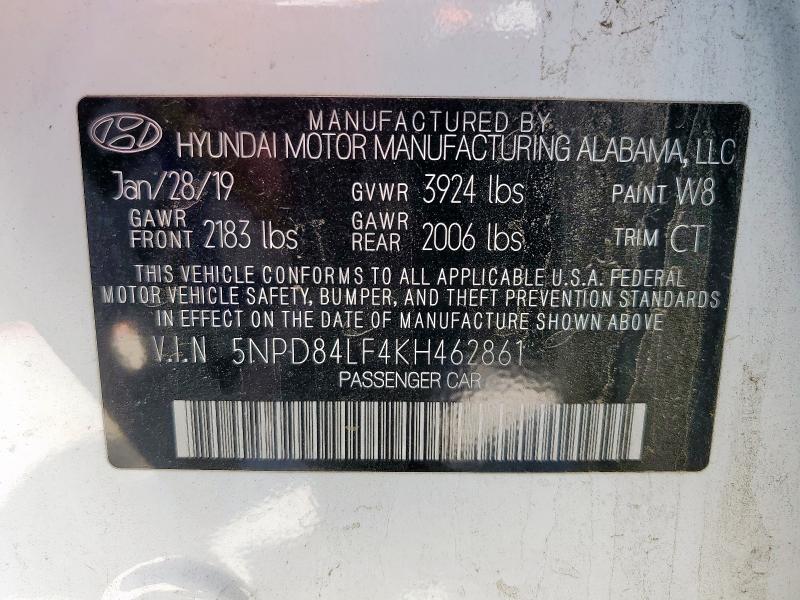 MANUFACTURED BY
HYUNDAI MOTOR MANUFACTURING ALABAMA, LLC
Jan/28/19 GVWR 3924 lbs PAINT W8
GAWR FRONT 2183 lbs GAWR REAR 2006 lbs TRIM CT
THIS VEHICLE CONFORMS TO ALL APPLICABLE U.S.A. FEDERAL
MOTOR VEHICLE SAFETY, BUMPER, AND THEFT PREVENTION STANDARDS
IN EFFECT ON THE DATE OF MANUFACTURE SHOWN ABOVE.
V.I.N 5NPD84LF4KH462861
PASSENGER CAR